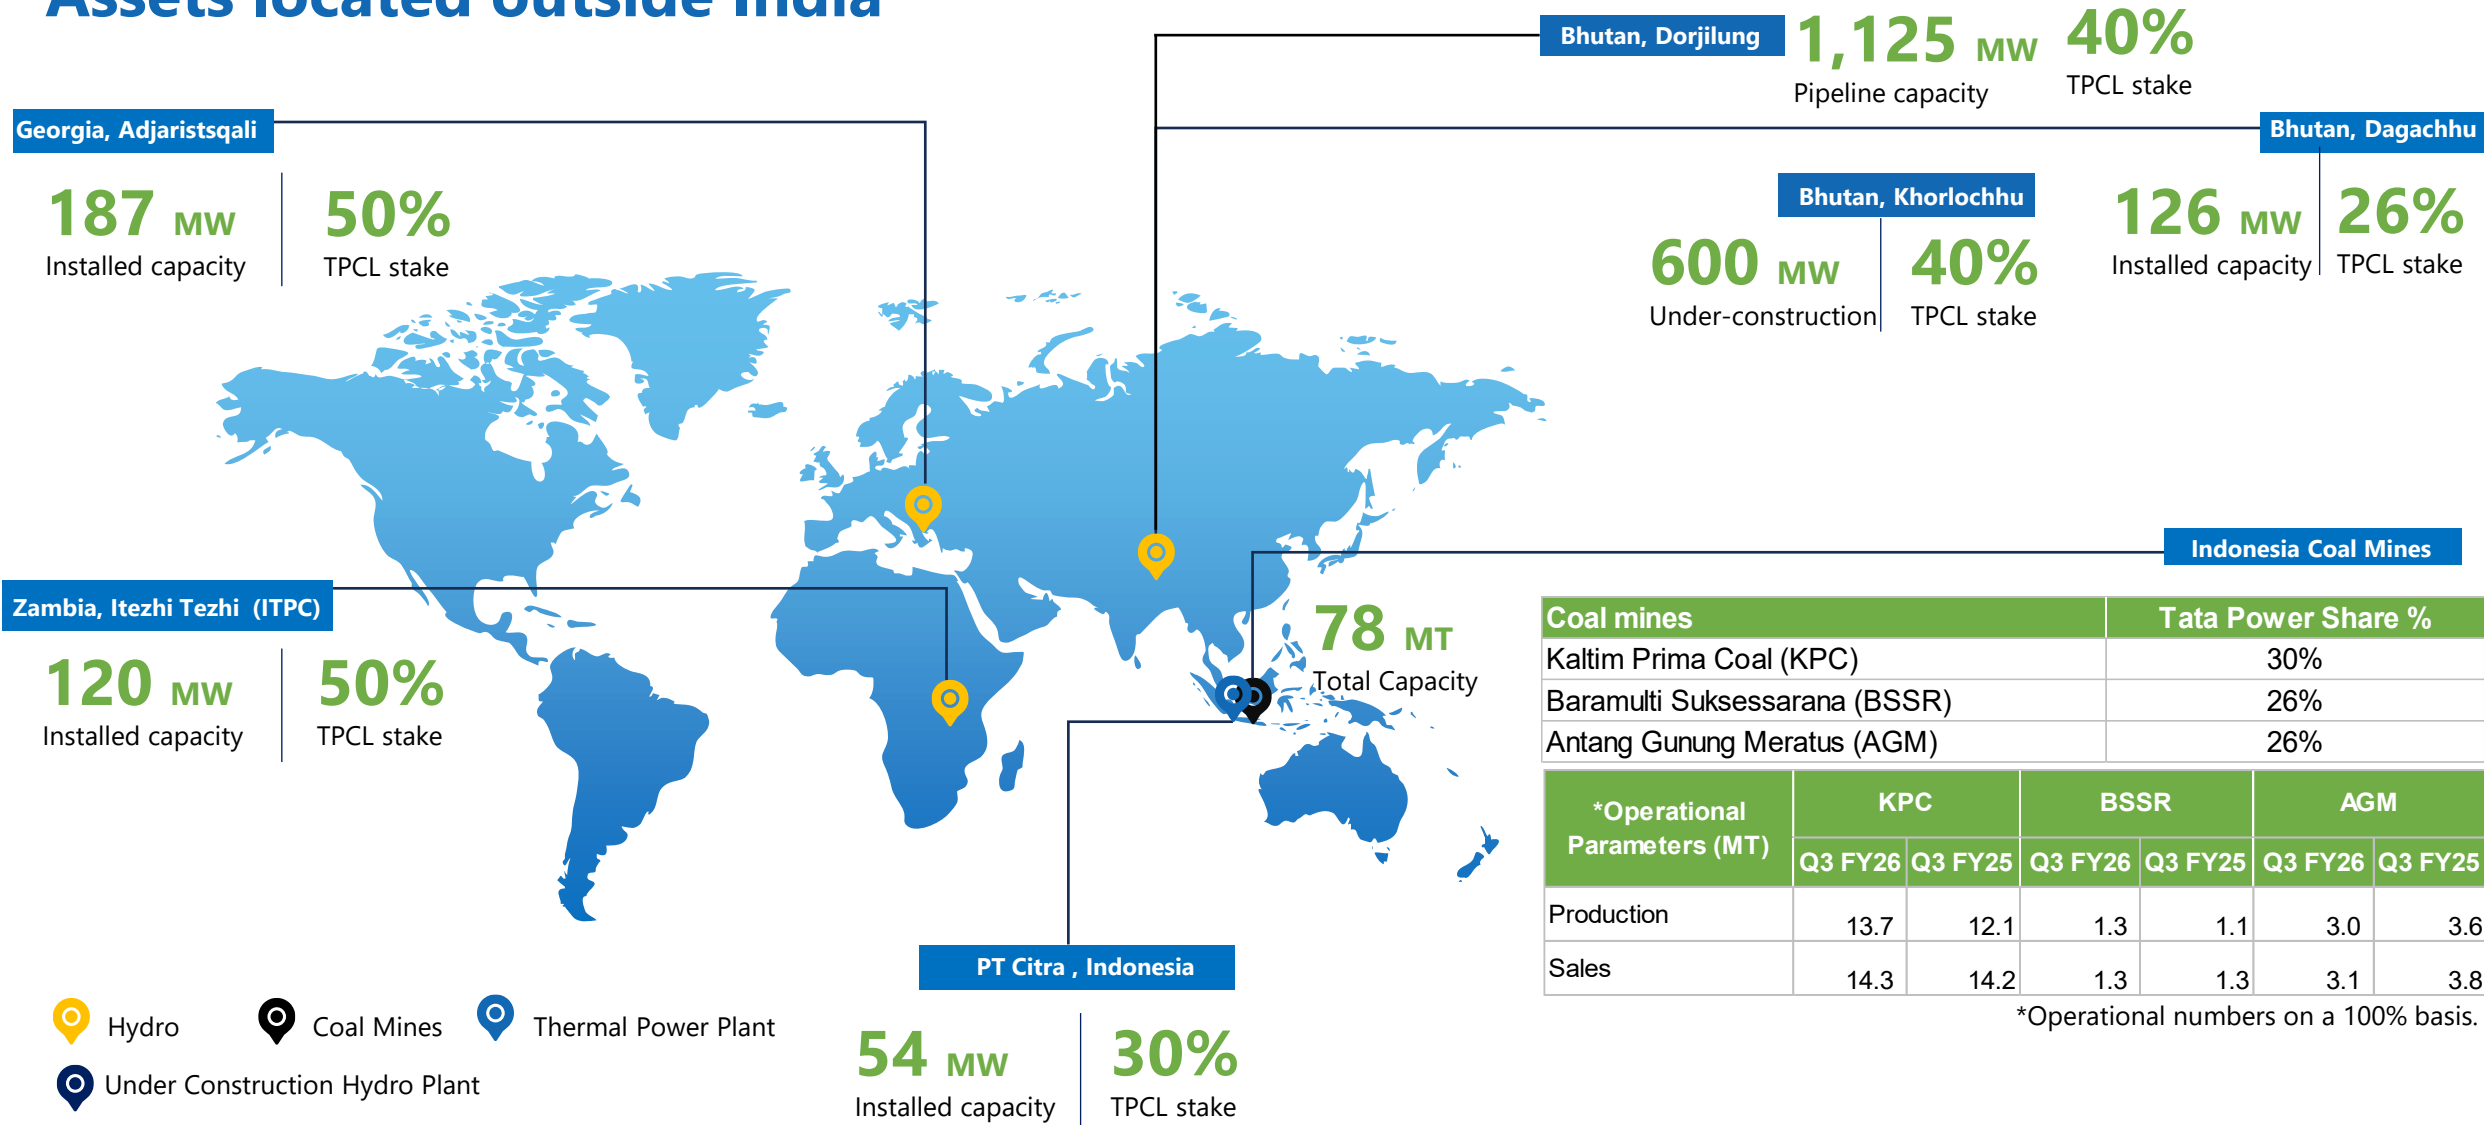 Assets located outside India
Bhutan, Dorjilung
1,125 MW
Pipeline capacity
40%
TPCL stake
Georgia, Adjaristsqali
187 MW
Installed capacity
50%
TPCL stake
Bhutan, Dagachhu
126 MW
Installed capacity
26%
TPCL stake
Bhutan, Khorlochhu
600 MW
Under-construction
40%
TPCL stake
Indonesia Coal Mines
78 MT
Total Capacity
Zambia, Itezhi Tezhi (ITPC)
120 MW
Installed capacity
50%
TPCL stake
Coal mines Tata Power Share %
Kaltim Prima Coal (KPC) 30%
Baramulti Suksessarana (BSSR) 26%
Antang Gunung Meratus (AGM) 26%
*Operational
Parameters (MT)
KPC BSSR AGM
Q3 FY26 Q3 FY25 Q3 FY26 Q3 FY25 Q3 FY26 Q3 FY25
Production 13.7 12.1 1.3 1.1 3.0 3.6
Sales 14.3 14.2 1.3 1.3 3.1 3.8
*Operational numbers on a 100% basis.
PT Citra , Indonesia
54 MW
Installed capacity
30%
TPCL stake
Hydro
Coal Mines
Thermal Power Plant
Under Construction Hydro Plant